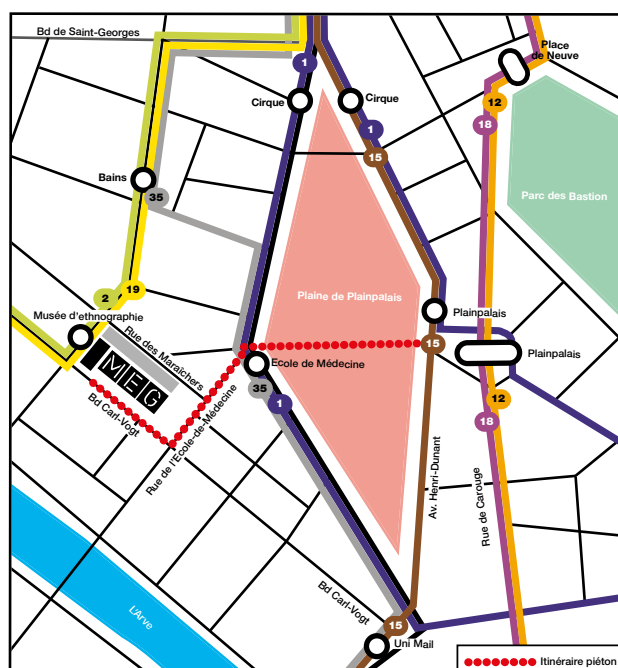 Bd de Saint-Georges
1
Place
de Neuve
12
Cirque
Cirque
18
1
15
Bains
35
Parc des Bastion
2
19
Plaine de Plainpalais
Musée d'ethnographie
Plainpalais
Rue des Maraîchers
15
Plainpalais
MEG
Ecole de Médecine
35
1
12
18
Bd Carl-Vogt
Rue de l'Ecole-de-Médecine
Av. Henri-Dunant
Rue de Carouge
L'Arve
Bd Carl-Vogt
15
Uni Mail
Itinéraire piéton